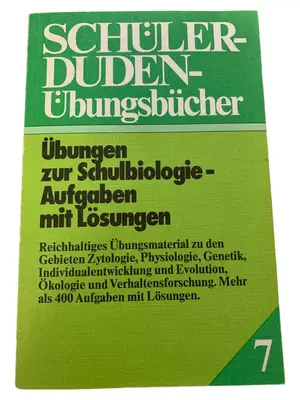 SCHÜLER-
DUDEN-
Übungsbücher
Übungen
zur Schulbiologie –
Aufgaben
mit Lösungen
Reichhaltiges Übungsmaterial zu den
Gebieten Zytologie, Physiologie, Genetik,
Individualentwicklung und Evolution,
Ökologie und Verhaltensforschung. Mehr
als 400 Aufgaben mit Lösungen.
7